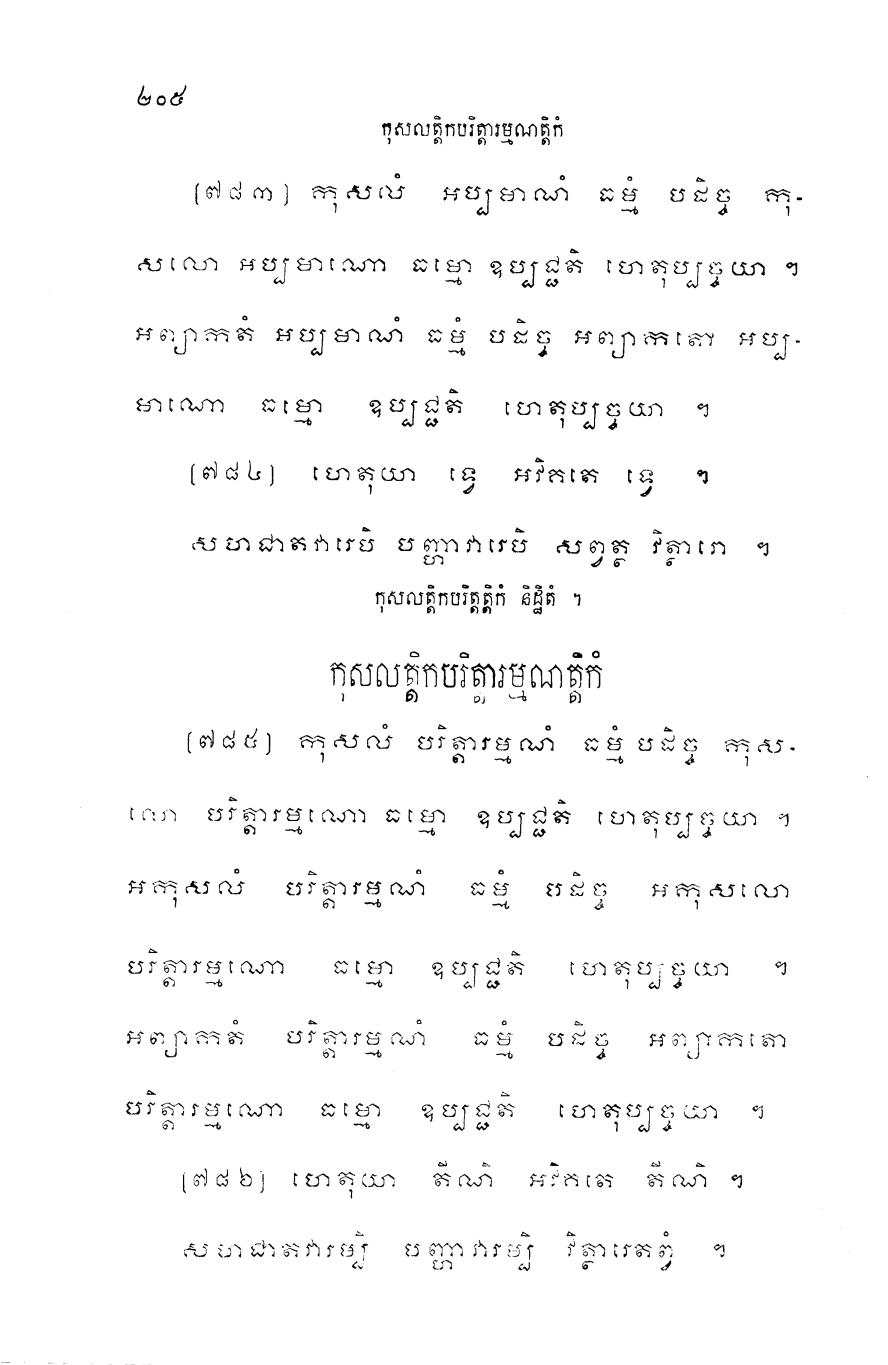 ២០៥
កុសលត្តិកបរិត្តារម្មណត្តិកំ
[៧៨៣] កុសលំ អប្បមាណំ ធម្មំ បដិច្ច កុ-
សលោ អប្បមាណោ ធម្មោ ឧប្បជ្ជតិ ហេតុប្បច្ចយា ។
អព្យាកតំ អប្បមាណំ ធម្មំ បដិច្ច អព្យាកតោ អប្ប-
មាណោ ធម្មោ ឧប្បជ្ជតិ ហេតុប្បច្ចយា ។
[៧៨៤] ហេតុយា ទ្វេ អវិគតេ ទ្វេ ។
សហជាតវារេបិ បញ្ហាវារេបិ សព្វត្ថ វិត្ថារោ ។
កុសលត្តិកបរិត្តត្តិកំ និដ្ឋិតំ ។
កុសលត្តិកបរិត្តារម្មណត្តិកំ
[៧៨៥] កុសលំ បរិត្តារម្មណំ ធម្មំ បដិច្ច កុស-
លោ បរិត្តារម្មណោ ធម្មោ ឧប្បជ្ជតិ ហេតុប្បច្ចយា ។
អកុសលំ បរិត្តារម្មណំ ធម្មំ បដិច្ច អកុសលោ
បរិត្តារម្មណោ ធម្មោ ឧប្បជ្ជតិ ហេតុប្បច្ចយា ។
អព្យាកតំ បរិត្តារម្មណំ ធម្មំ បដិច្ច អព្យាកតោ
បរិត្តារម្មណោ ធម្មោ ឧប្បជ្ជតិ ហេតុប្បច្ចយា ។
[៧៨៦] ហេតុយា តីណិ អវិគតេ តីណិ ។
សហជាតវារម្បិ បញ្ហាវារម្បិ វិត្ថារេតព្វំ ។